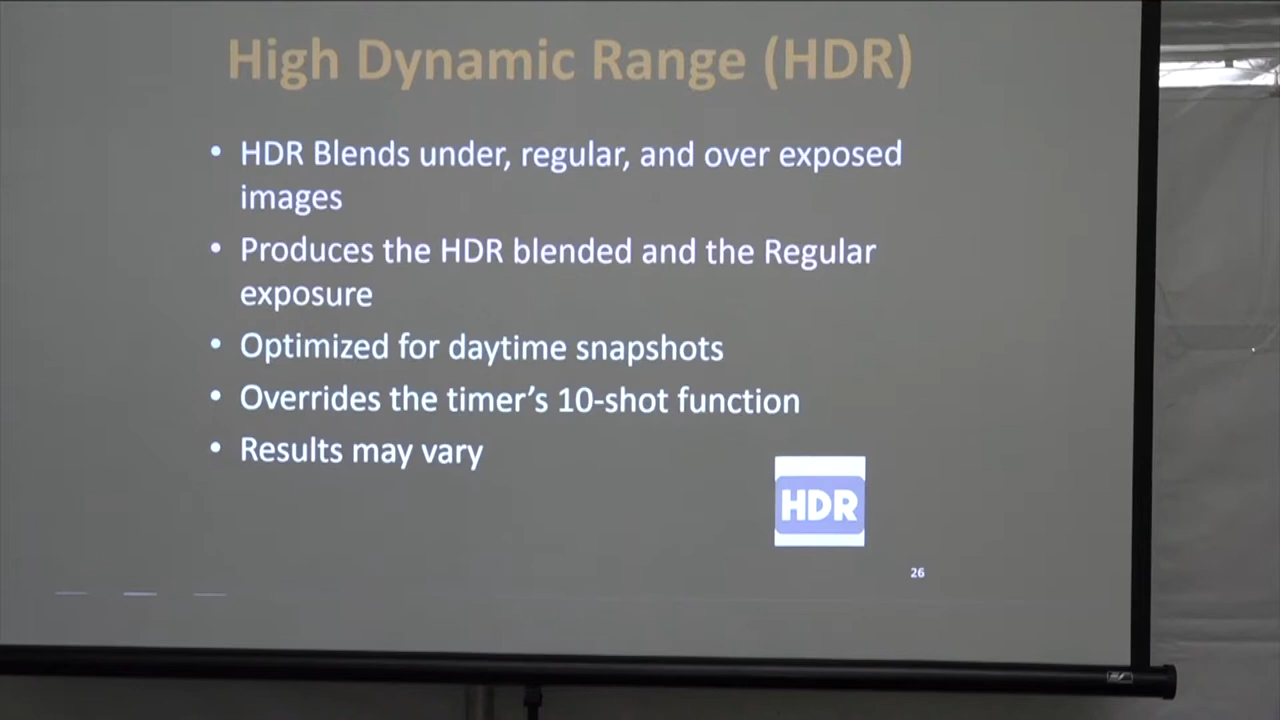 High Dynamic Range (HDR)
• HDR Blends under, regular, and over exposed
images
• Produces the HDR blended and the Regular
exposure
• Optimized for daytime snapshots
• Overrides the timer's 10-shot function
• Results may vary
HDR
26